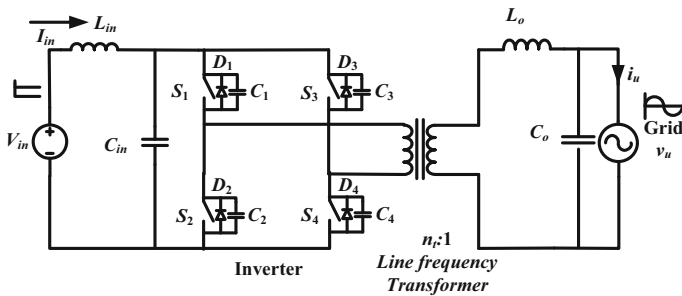 L_in
I_in
V_in
C_in
D_1
S_1
C_1
D_3
S_3
C_3
D_2
S_2
C_2
D_4
S_4
C_4
Inverter
n_t:1
Line frequency
Transformer
L_o
C_o
i_u
Grid
v_u